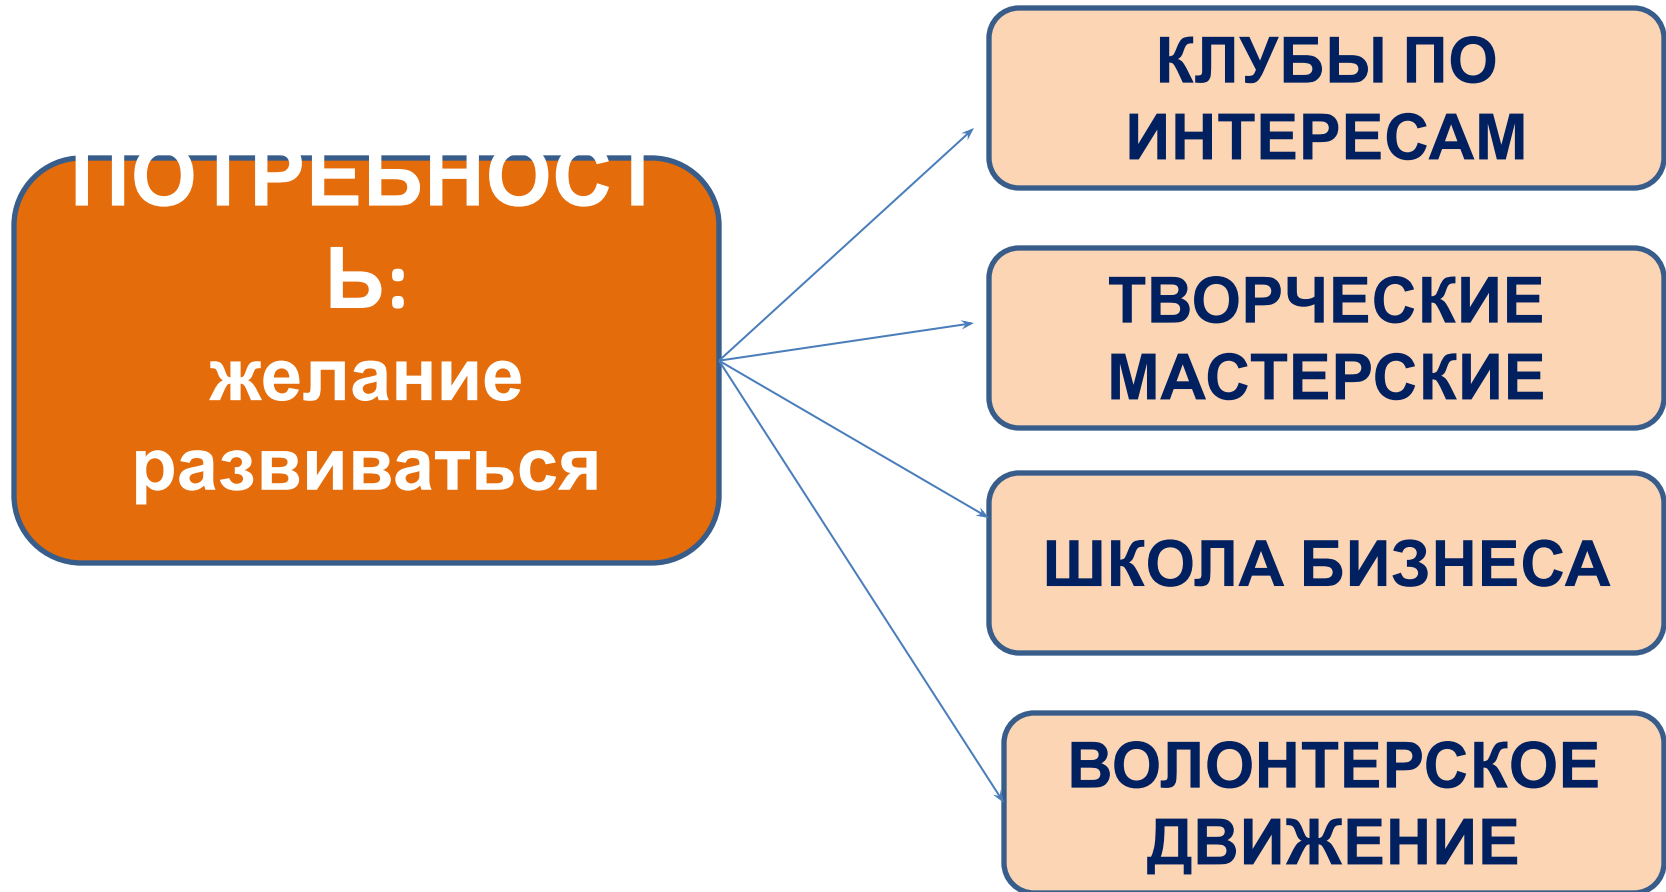 ПОТРЕБНОСТ
Ь:
желание
развиваться
КЛУБЫ ПО
ИНТЕРЕСАМ
ТВОРЧЕСКИЕ
МАСТЕРСКИЕ
ШКОЛА БИЗНЕСА
ВОЛОНТЕРСКОЕ
ДВИЖЕНИЕ